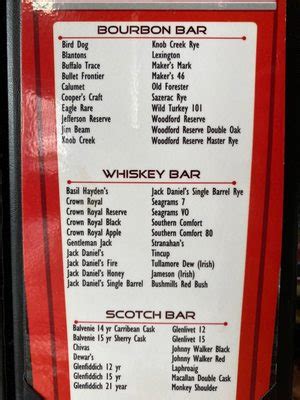 BOURBON BAR
Bird Dog Knob Creek Rye
Blantons Lexington
Buffalo Trace Maker's Mark
Bullet Frontier Maker's 46
Calumet Old Forester
Cooper's Craft Sazerac Rye
Eagle Rare Wild Turkey 101
Jefferson Reserve Woodford Reserve
Jim Beam Woodford Reserve Double Oak
Knob Creek Woodford Reserve Master Rye
WHISKEY BAR
Basil Hayden's Jack Daniel's Single Barrel Rye
Crown Royal Seagrams 7
Crown Royal Reserve Seagrams VO
Crown Royal Black Southern Comfort
Crown Royal Apple Southern Comfort 80
Gentleman Jack Stranahan's
Jack Daniel's Tincup
Jack Daniel's Fire Tullamore Dew (Irish)
Jack Daniel's Honey Jameson (Irish)
Jack Daniel's Single Barrel Bushmills Red Bush
SCOTCH BAR
Balvenie 14 yr Carribean Cask Glenlivet 12
Balvenie 15 yr Sherry Cask Glenlivet 15
Chivas Johnny Walker Black
Dewar's Johnny Walker Red
Glenfiddich 12 yr Laphroaig
Glenfiddich 15 yr Macallan Double Cask
Glenfiddich 21 year Monkey Shoulder